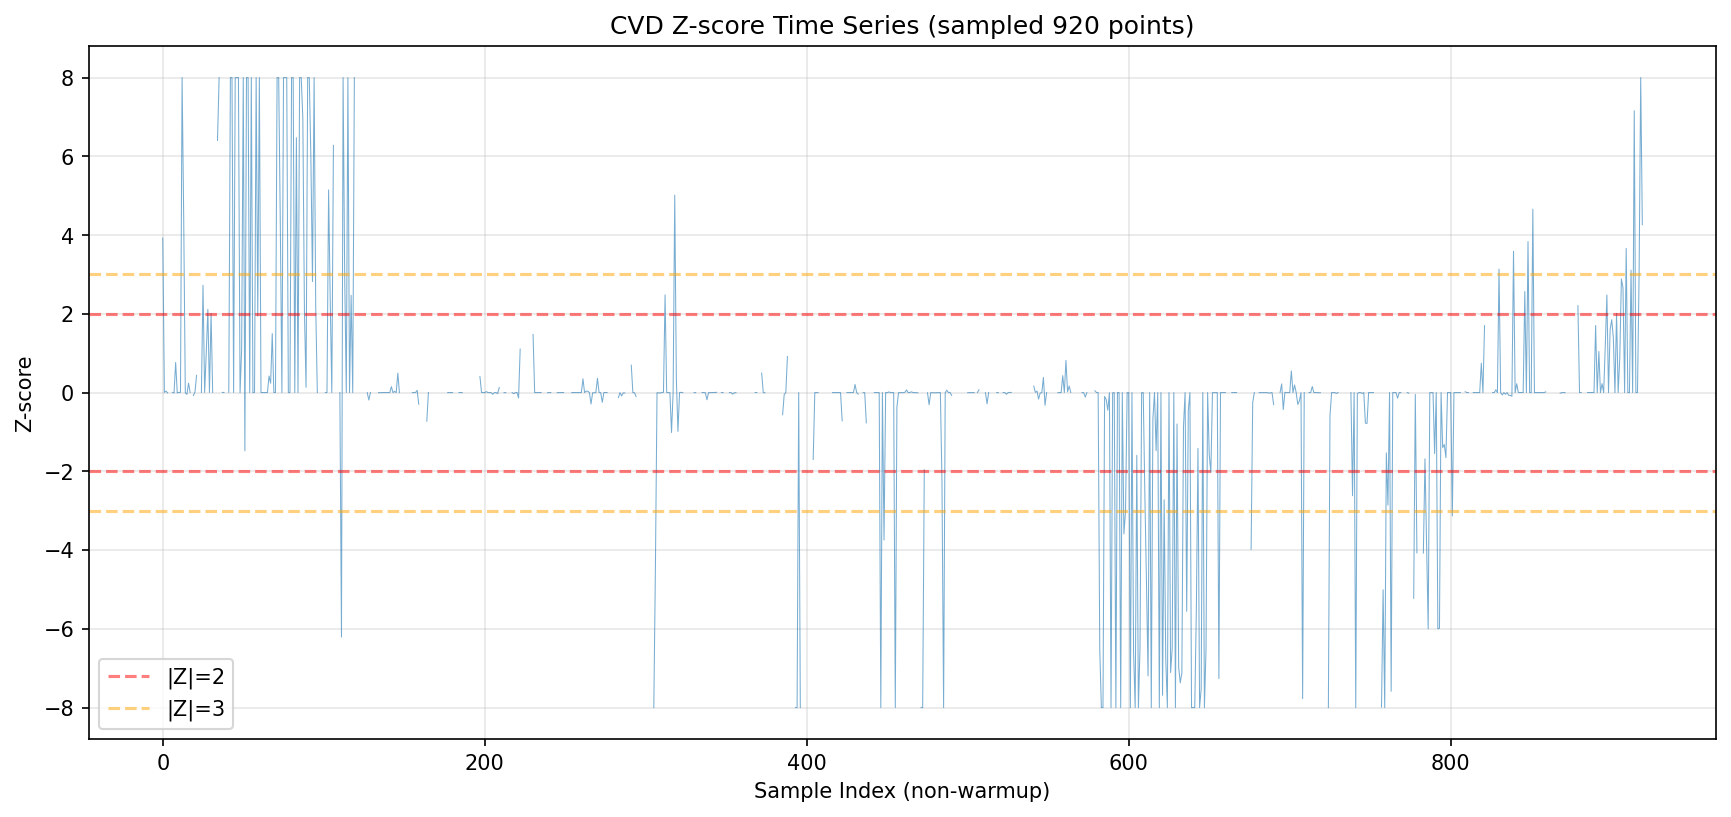 CVD Z-score Time Series (sampled 920 points)
Z-score
8
6
4
2
0
−2
−4
−6
−8
|Z|=2
|Z|=3
0
200
400
600
800
Sample Index (non-warmup)